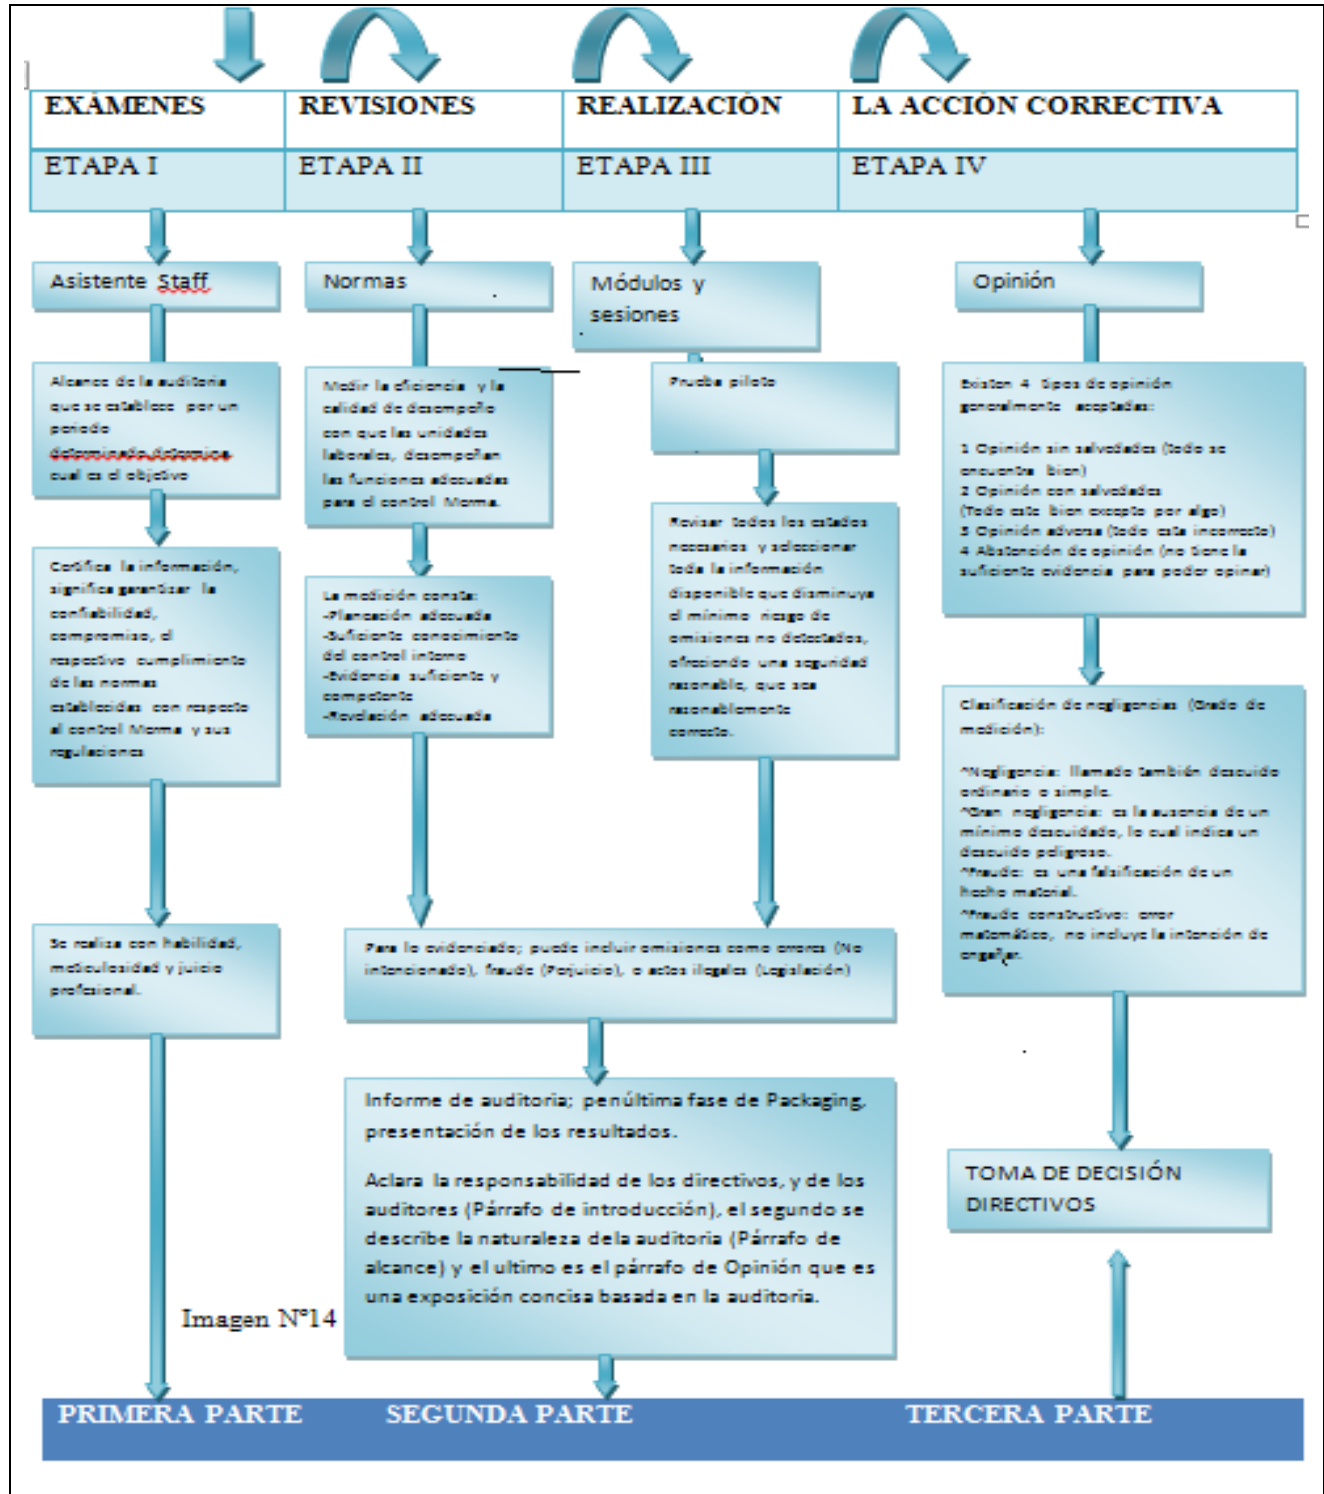 EXÁMENES
REVISIONES
REALIZACIÓN
LA ACCIÓN CORRECTIVA
ETAPA I
ETAPA II
ETAPA III
ETAPA IV
Asistente Staff
Alcance de la auditoria
que se establece por un
periodo
determinado,determina
cual es el objetivo
Certifica la información,
significa garantizar la
confiabilidad,
compromiso, el
respectivo cumplimiento
de las normas
establecidas con respecto
al control Merma y sus
regulaciones
Se realiza con habilidad,
meticulosidad y juicio
profesional.
Normas
Medir la eficiencia y la
calidad de desempeño
con que las unidades
laborales, desempeñan
las funciones adecuadas
para el control Merma.
La medición consta:
-Planeación adecuada
-Suficiente conocimiento
del control interno
-Evidencia suficiente y
competente
-Revelación adecuada
Módulos y
sesiones
Prueba piloto
Revisar todos los estados
necesarios y seleccionar
toda la información
disponible que disminuya
el mínimo riesgo de
omisiones no detectadas,
ofreciendo una seguridad
razonable, que sea
razonablemente
correcto.
Para lo evidenciado; puede incluir omisiones como errores (No
intencionado), fraude (Perjuicio), o actos ilegales (Legislación)
Informe de auditoria; penúltima fase de Packaging,
presentación de los resultados.
Aclara la responsabilidad de los directivos, y de los
auditores (Párrafo de introducción), el segundo se
describe la naturaleza dela auditoria (Párrafo de
alcance) y el ultimo es el párrafo de Opinión que es
una exposición concisa basada en la auditoria.
Opinión
Existen 4 tipos de opinión
generalmente aceptadas:
1 Opinión sin salvedades (todo se
encuentra bien)
2 Opinión con salvedades
(Todo este bien excepto por algo)
3 Opinión adversa (todo esta incorrecto)
4 Abstención de opinión (no tiene la
suficiente evidencia para poder opinar)
Clasificación de negligencias (Grado de
medición):
*Negligencia: llamado también descuido
ordinario o simple.
*Gran negligencia: es la ausencia de un
mínimo descuidado, lo cual indica un
descuido peligroso.
*Fraude: es una falsificación de un
hecho material.
*Fraude constructivo: error
matemático, no incluye la intención de
engañar.
TOMA DE DECISIÓN
DIRECTIVOS
Imagen Nº14
PRIMERA PARTE
SEGUNDA PARTE
TERCERA PARTE